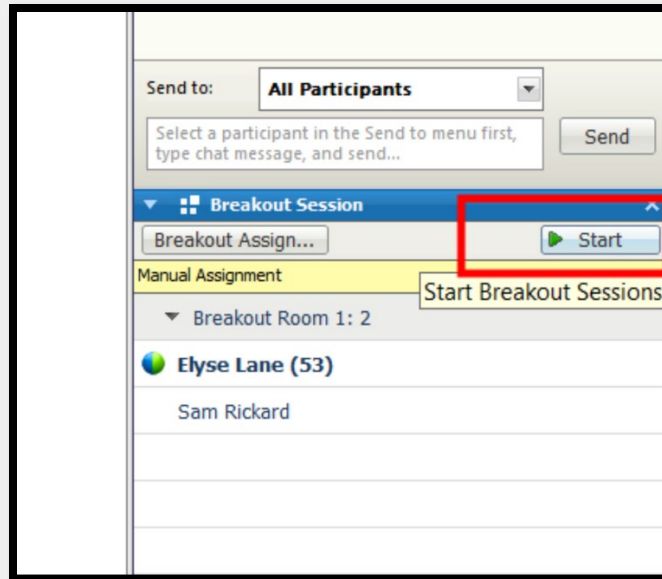 Send to: All Participants
Select a participant in the Send to menu first,
type chat message, and send...
Send
Breakout Session
Breakout Assign...
Start
Manual Assignment
Start Breakout Sessions
Breakout Room 1: 2
Elyse Lane (53)
Sam Rickard